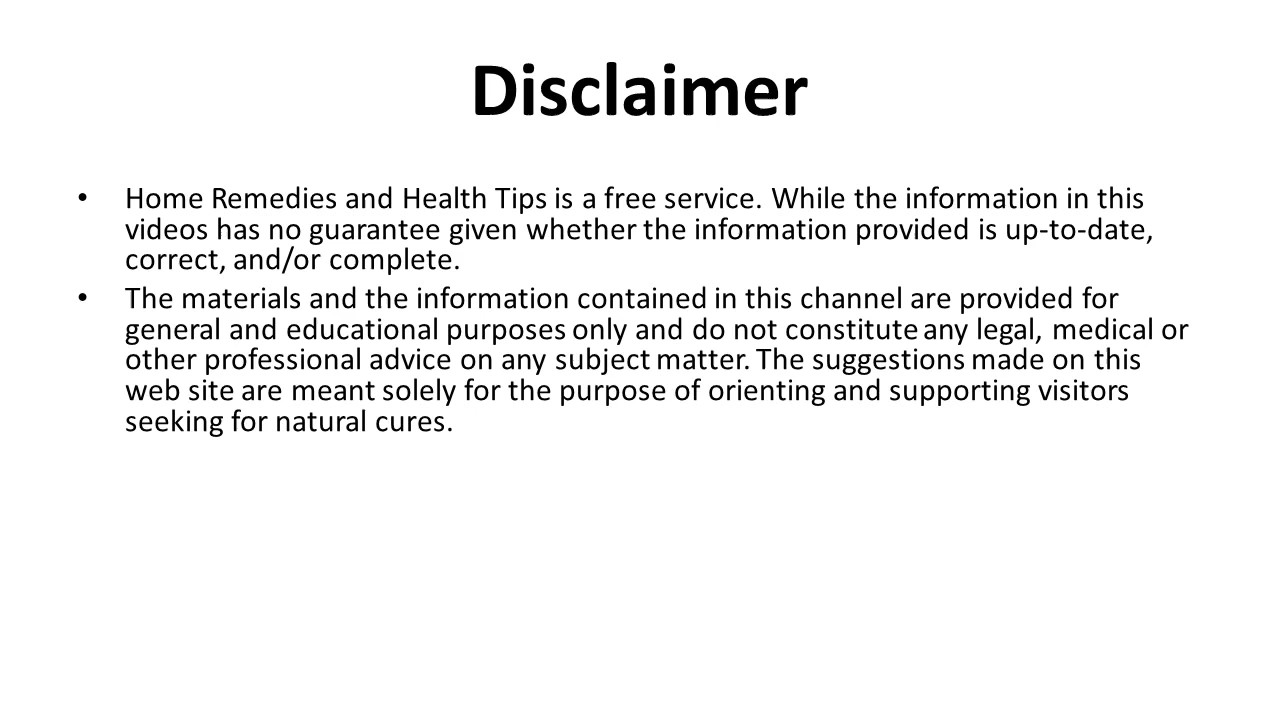 Disclaimer
• Home Remedies and Health Tips is a free service. While the information in this
videos has no guarantee given whether the information provided is up-to-date,
correct, and/or complete.
• The materials and the information contained in this channel are provided for
general and educational purposes only and do not constitute any legal, medical or
other professional advice on any subject matter. The suggestions made on this
web site are meant solely for the purpose of orienting and supporting visitors
seeking for natural cures.